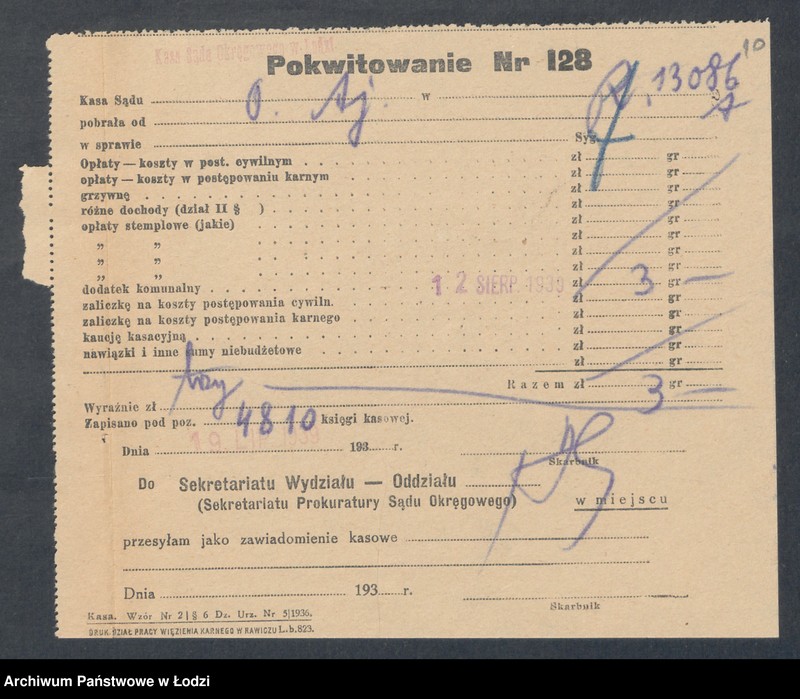 Kasa Sądu Okręgowego w Łodzi
10
Pokwitowanie Nr 128
13086
Kasa Sądu w
pobrała od
w sprawie Syg.
Opłaty — koszty w post. cywilnym zł gr
opłaty — koszty w postępowaniu karnym zł gr
grzywnę zł gr
różne dochody (dział II § ) zł gr
opłaty stemplowe (jakie) zł gr
„ „ zł gr
„ „ zł gr
„ „ zł gr
dodatek komunalny zł 3 — gr
12 SIERP. 1939
zaliczkę na koszty postępowania cywiln. zł gr
zaliczkę na koszty postępowania karnego zł gr
kaucję kasacyjną zł gr
nawiązki i inne sumy niebudżetowe zł gr
zł gr
Razem zł 3 — gr
Wyraźnie zł trzy
Zapisano pod poz. 4810 księgi kasowej.
Dnia 193 r.
Skarbnik
Do Sekretariatu Wydziału — Oddziału
(Sekretariatu Prokuratury Sądu Okręgowego) w miejscu
przesyłam jako zawiadomienie kasowe
Dnia 193 r.
Skarbnik
Kasa. Wzór Nr 2 | § 6 Dz. Urz. Nr 5|1936.
DRUK. DZIAŁ PRACY WIĘZIENIA KARNEGO W RAWICZU L. b. 823.
Archiwum Państwowe w Łodzi